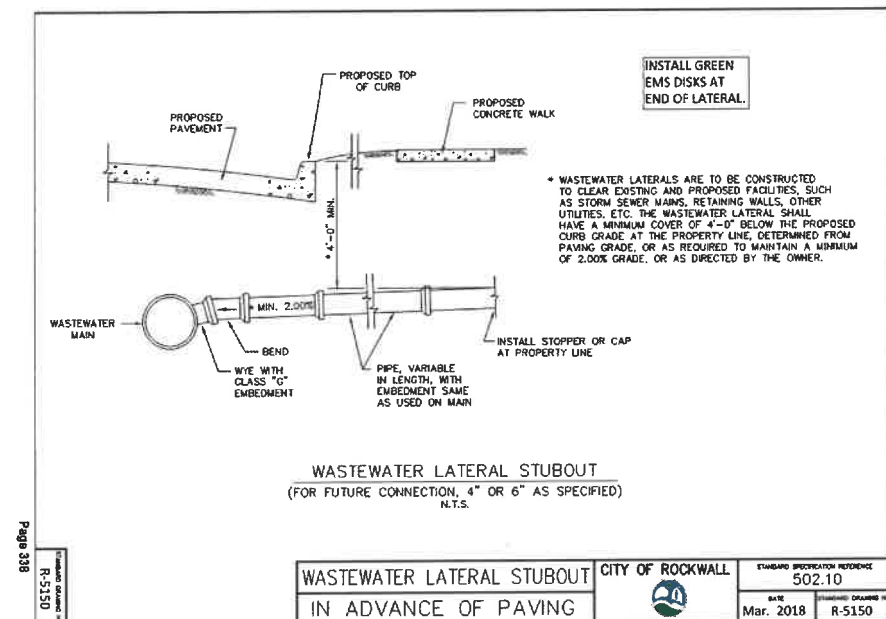 INSTALL GREEN
EMS DISKS AT
END OF LATERAL.
PROPOSED TOP
OF CURB
PROPOSED
CONCRETE WALK
PROPOSED
PAVEMENT
* 4'-0" MIN.
* WASTEWATER LATERALS ARE TO BE CONSTRUCTED
TO CLEAR EXISTING AND PROPOSED FACILITIES, SUCH
AS STORM SEWER MAINS, RETAINING WALLS, OTHER
UTILITIES, ETC. THE WASTEWATER LATERAL SHALL
HAVE A MINIMUM COVER OF 4'-0" BELOW THE PROPOSED
CURB GRADE AT THE PROPERTY LINE, DETERMINED FROM
PAVING GRADE, OR AS REQUIRED TO MAINTAIN A MINIMUM
OF 2.00% GRADE, OR AS DIRECTED BY THE OWNER.
* MIN. 2.00%
WASTEWATER
MAIN
BEND
WYE WITH
CLASS "G"
EMBEDMENT
PIPE, VARIABLE
IN LENGTH, WITH
EMBEDMENT SAME
AS USED ON MAIN
INSTALL STOPPER OR CAP
AT PROPERTY LINE
WASTEWATER LATERAL STUBOUT
(FOR FUTURE CONNECTION, 4" OR 6" AS SPECIFIED)
N.T.S.
Page 338
STANDARD DRAWING
R-5150
WASTEWATER LATERAL STUBOUT
IN ADVANCE OF PAVING
CITY OF ROCKWALL
STANDARD SPECIFICATION REFERENCE
502.10
DATE
Mar. 2018
STANDARD DRAWING
R-5150